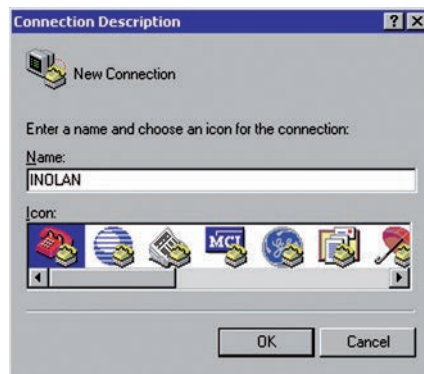 Connection Description
New Connection
Enter a name and choose an icon for the connection:
Name:
INOLAN
Icon:
MCI
OK
Cancel